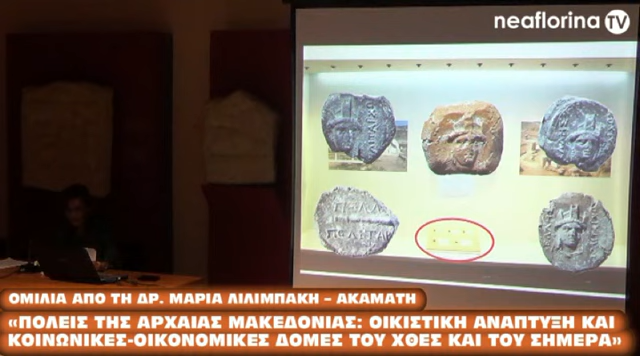 neaflorina TV
ΟΜΙΛΙΑ ΑΠΟ ΤΗ ΔΡ. ΜΑΡΙΑ ΛΙΛΙΜΠΑΚΗ – ΑΚΑΜΑΤΗ
«ΠΟΛΕΙΣ ΤΗΣ ΑΡΧΑΙΑΣ ΜΑΚΕΔΟΝΙΑΣ: ΟΙΚΙΣΤΙΚΗ ΑΝΑΠΤΥΞΗ ΚΑΙ
ΚΟΙΝΩΝΙΚΕΣ-ΟΙΚΟΝΟΜΙΚΕΣ ΔΟΜΕΣ ΤΟΥ ΧΘΕΣ ΚΑΙ ΤΟΥ ΣΗΜΕΡΑ»